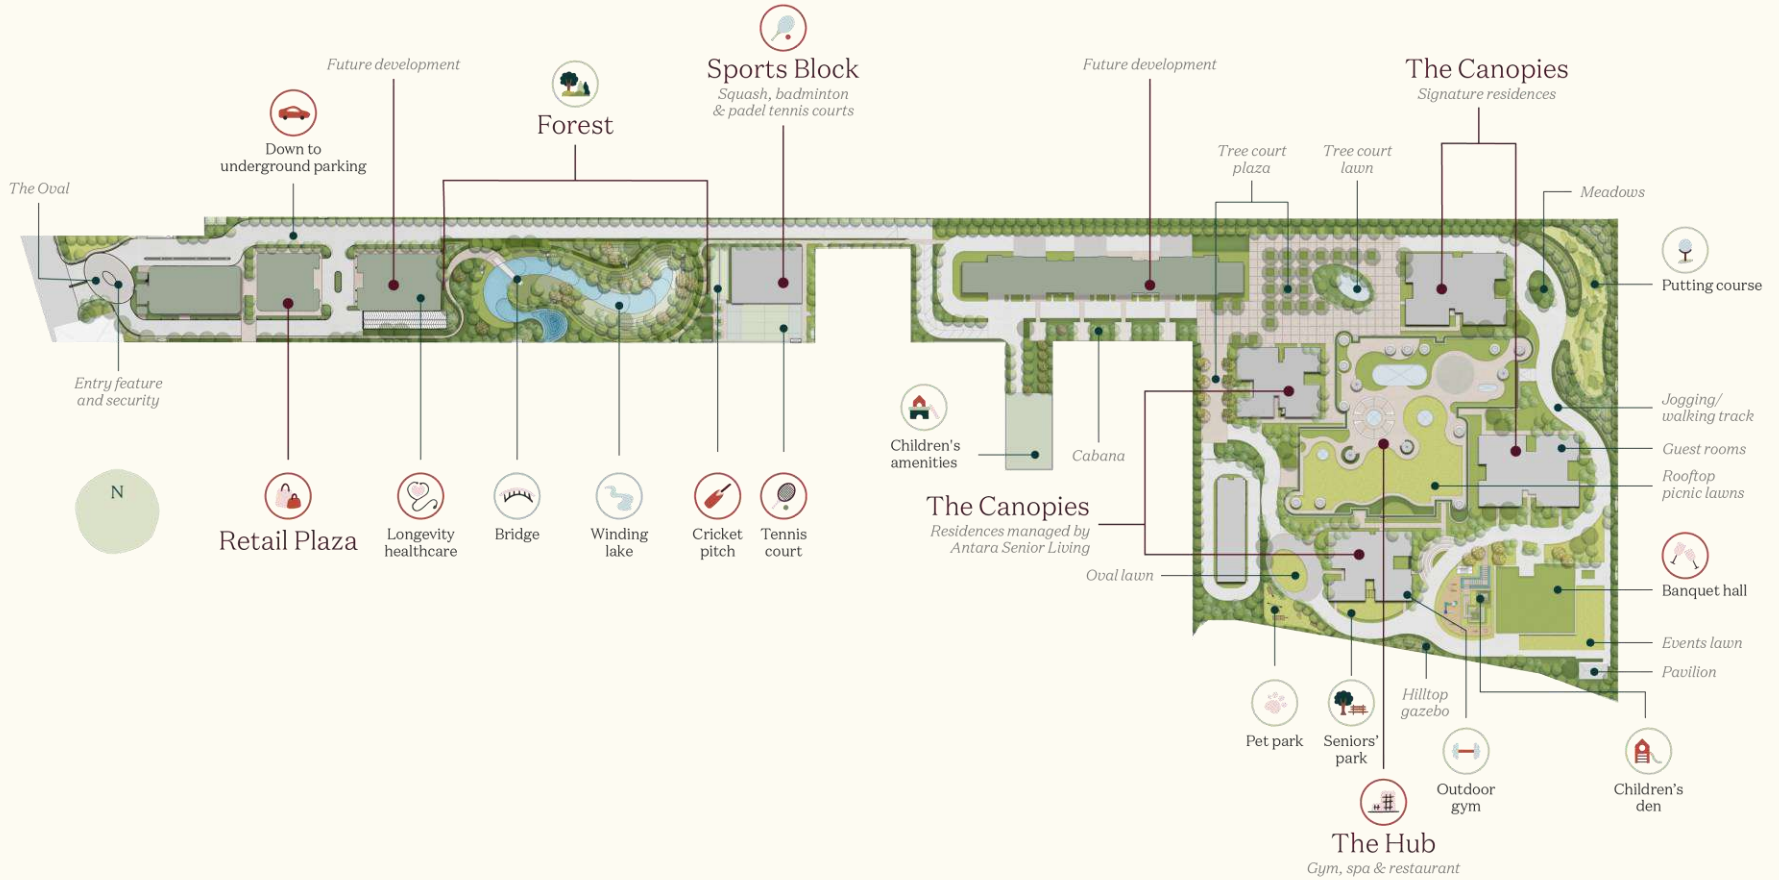 Sports Block
Squash, badminton
& padel tennis courts
Future development
Forest
Down to
underground parking
The Oval
Future development
The Canopies
Signature residences
Tree court
plaza
Tree court
lawn
Meadows
Putting course
Entry feature
and security
N
Retail Plaza
Longevity
healthcare
Bridge
Winding
lake
Cricket
pitch
Tennis
court
Children's
amenities
Cabana
The Canopies
Residences managed by
Antara Senior Living
Oval lawn
Jogging/
walking track
Guest rooms
Rooftop
picnic lawns
Banquet hall
Events lawn
Pavilion
Pet park
Seniors'
park
Hilltop
gazebo
Outdoor
gym
Children's
den
The Hub
Gym, spa & restaurant